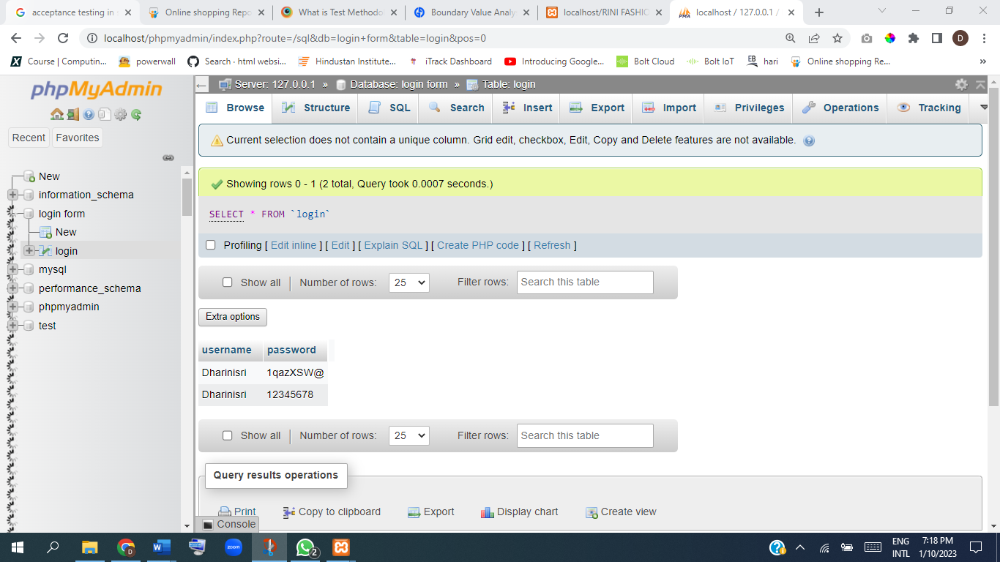 acceptance testing in s
Online shopping Repo
What is Test Methodo
Boundary Value Analy
localhost/RINI FASHIO
localhost / 127.0.0.1 /
localhost/phpmyadmin/index.php?route=/sql&db=login+form&table=login&pos=0
D
Course | Computin...
powerwall
Search · html websi...
Hindustan Institute...
iTrack Dashboard
Introducing Google...
Bolt Cloud
Bolt IoT
hari
Online shopping Re...
»
phpMyAdmin
Recent
Favorites
New
information_schema
login form
New
login
mysql
performance_schema
phpmyadmin
test
Server: 127.0.0.1 » Database: login form » Table: login
Browse
Structure
SQL
Search
Insert
Export
Import
Privileges
Operations
Tracking
Current selection does not contain a unique column. Grid edit, checkbox, Edit, Copy and Delete features are not available.
Showing rows 0 - 1 (2 total, Query took 0.0007 seconds.)
SELECT * FROM `login`
Profiling [ Edit inline ] [ Edit ] [ Explain SQL ] [ Create PHP code ] [ Refresh ]
Show all | Number of rows: 25 Filter rows: Search this table
Extra options
username password
Dharinisri 1qazXSW@
Dharinisri 12345678
Show all | Number of rows: 25 Filter rows: Search this table
Query results operations
Print
Copy to clipboard
Export
Display chart
Create view
Console
zoom
2
ENG
INTL
7:18 PM
1/10/2023